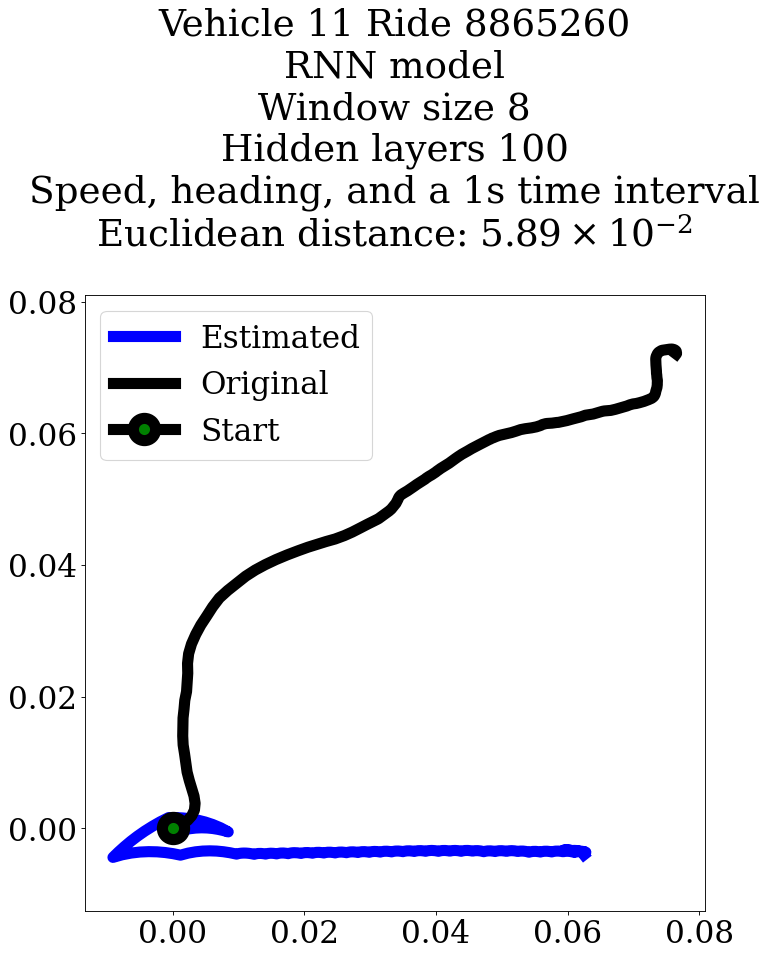 Vehicle 11 Ride 8865260
RNN model
Window size 8
Hidden layers 100
Speed, heading, and a 1s time interval
Euclidean distance: 5.89 × 10⁻²
0.08
Estimated
Original
Start
0.06
0.04
0.02
0.00
0.00 0.02 0.04 0.06 0.08